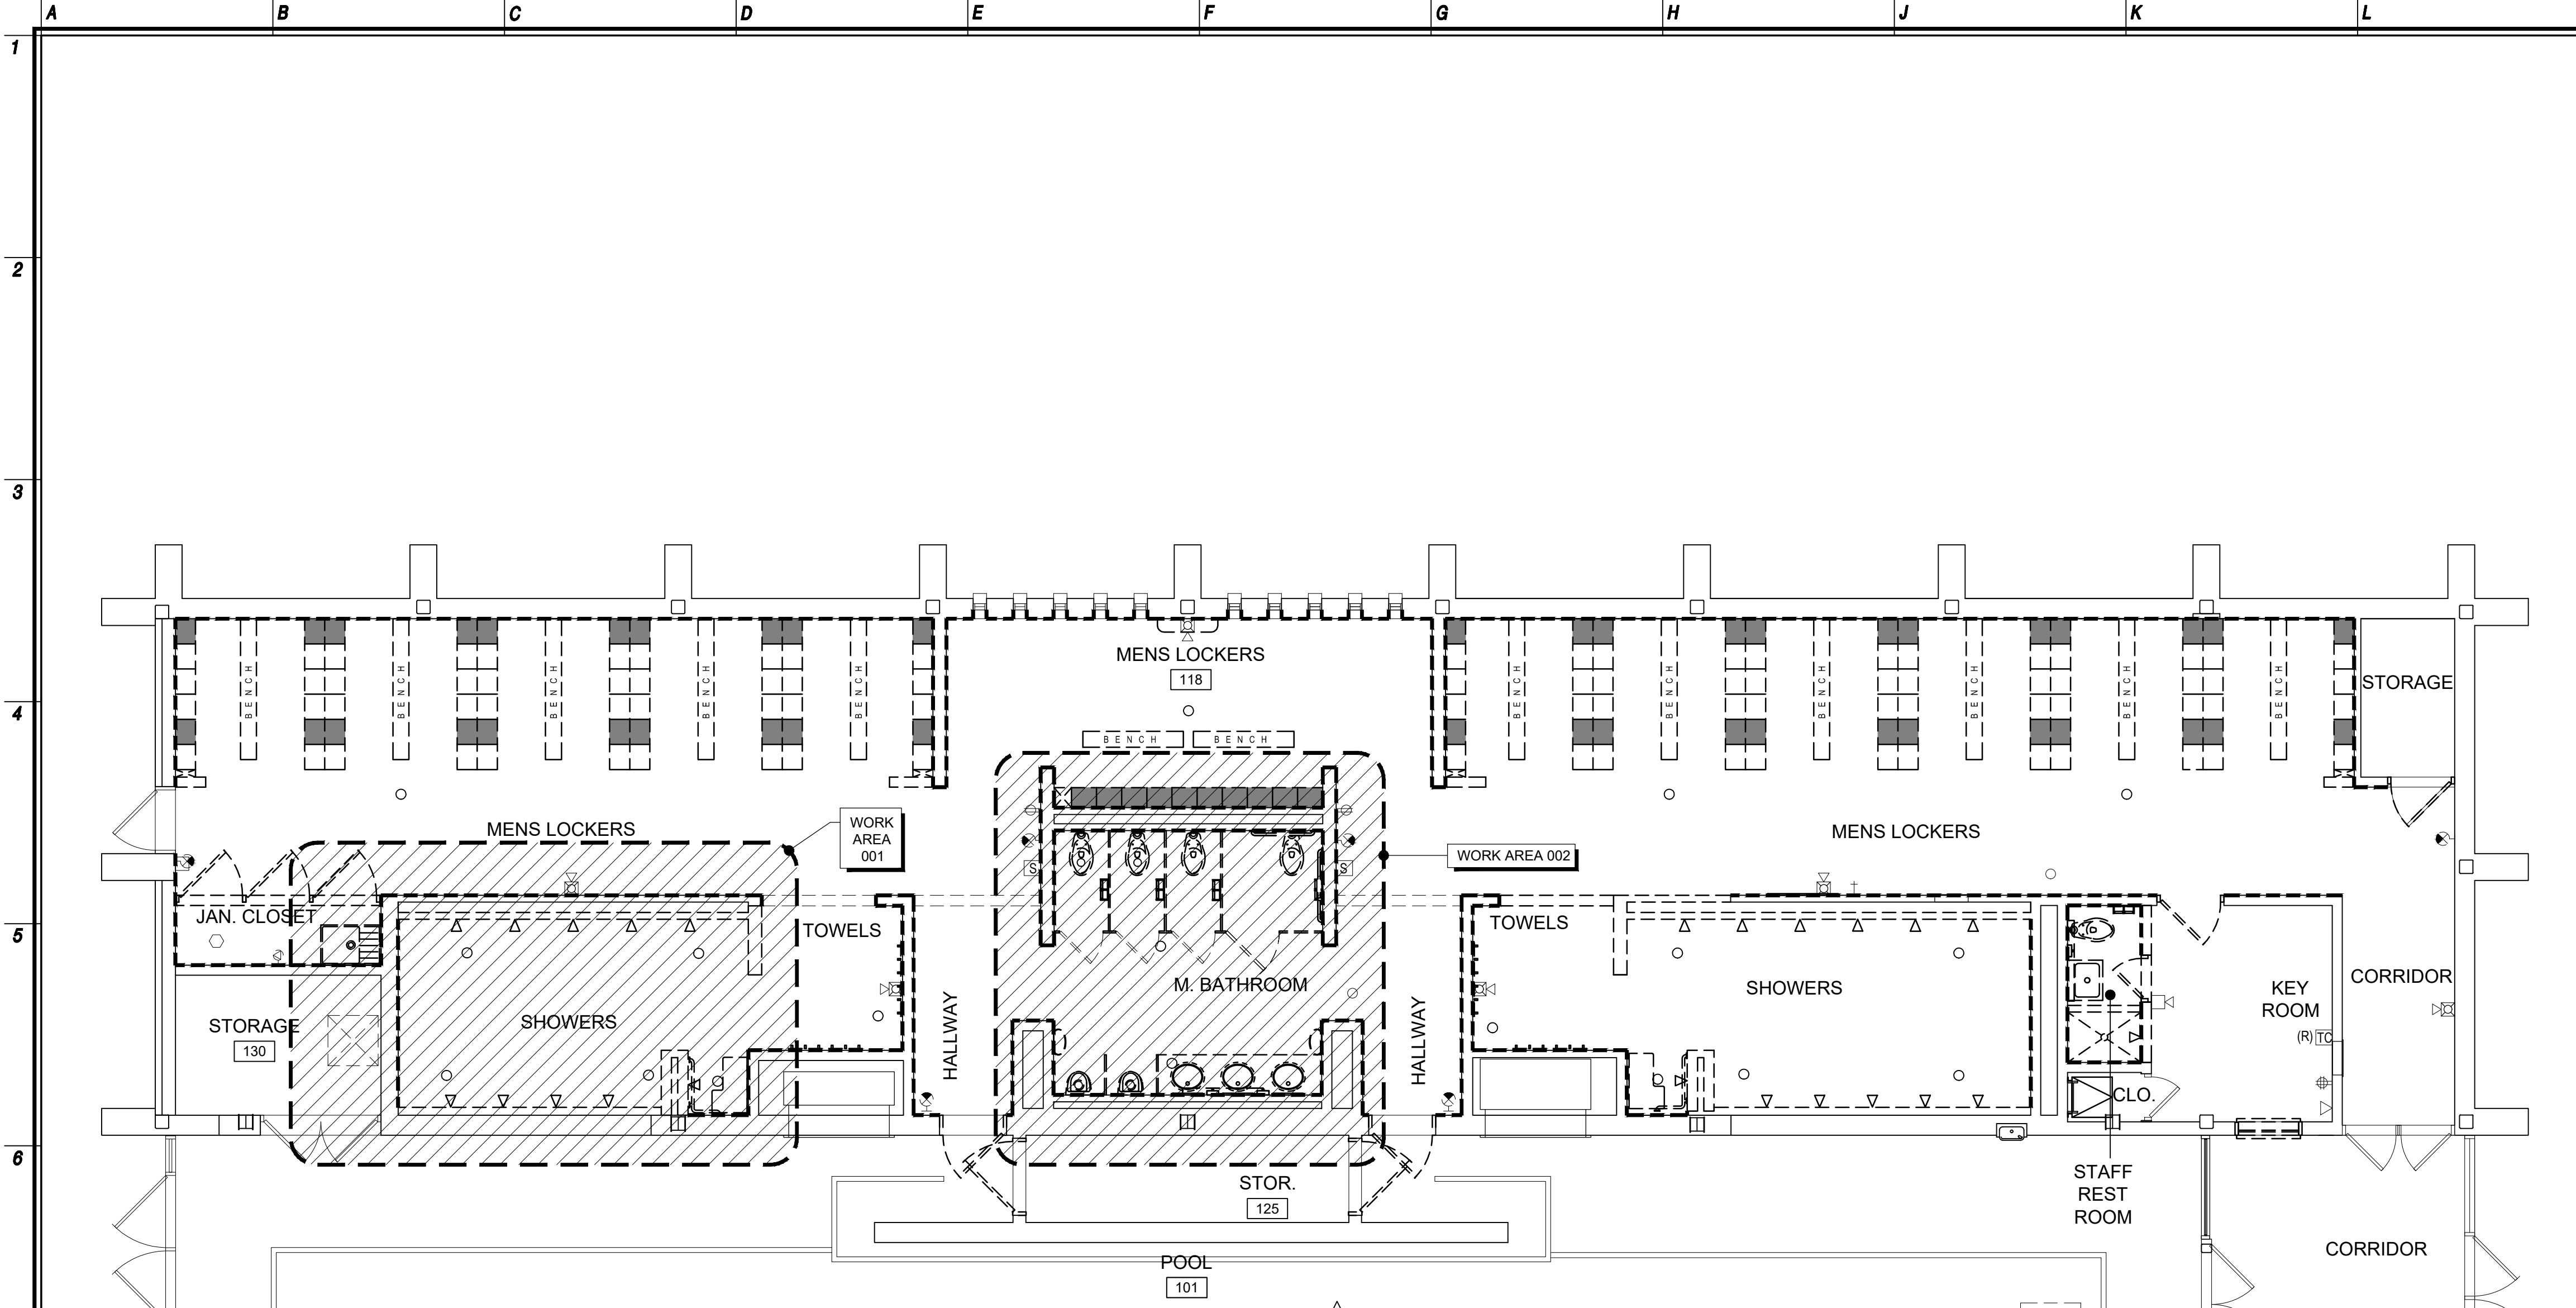 A B C D E F G H J K L
1
2
3
MENS LOCKERS
118
STORAGE
BENCH BENCH BENCH BENCH BENCH BENCH BENCH BENCH BENCH BENCH BENCH
4
BENCH BENCH
WORK
AREA
001
MENS LOCKERS
MENS LOCKERS
WORK AREA 002
S S
JAN. CLOSET
TOWELS
TOWELS
5
M. BATHROOM
SHOWERS
KEY
ROOM
CORRIDOR
STORAGE
130
SHOWERS
HALLWAY
HALLWAY
(R) TC
CLO.
6
STOR.
125
STAFF
REST
ROOM
POOL
101
CORRIDOR